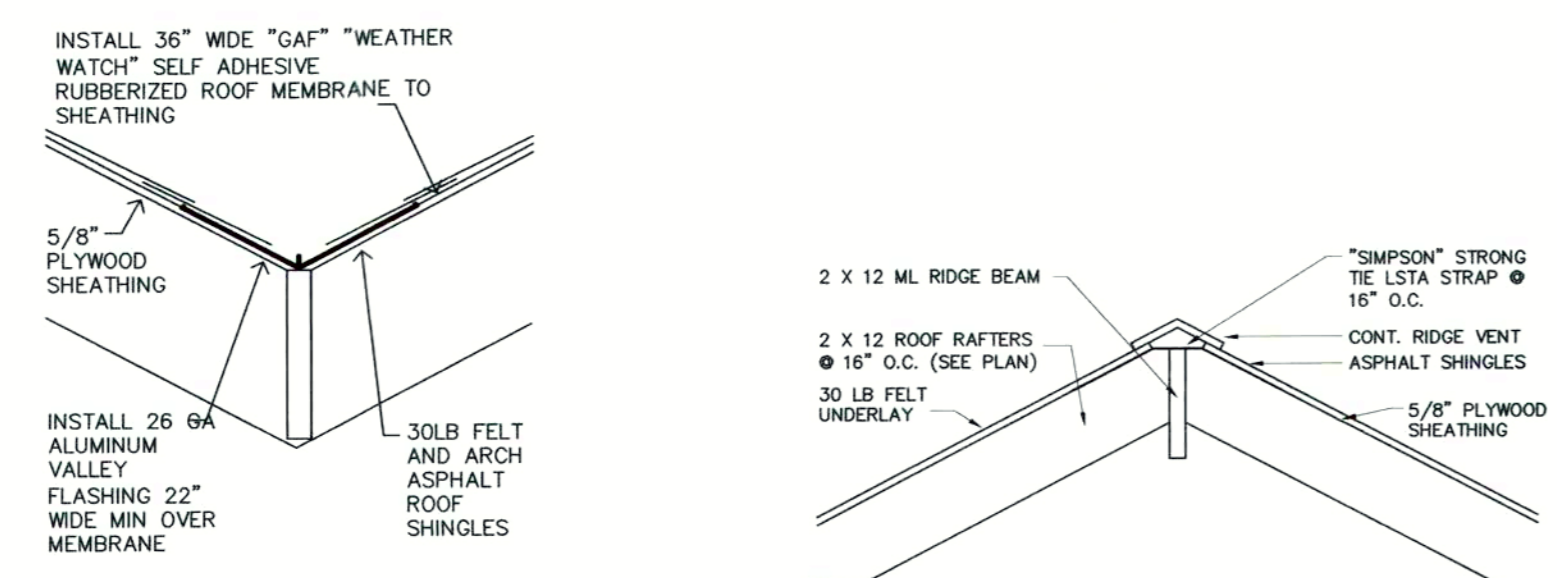 INSTALL 36" WIDE "GAF" "WEATHER
WATCH" SELF ADHESIVE
RUBBERIZED ROOF MEMBRANE TO
SHEATHING
5/8"
PLYWOOD
SHEATHING
INSTALL 26 GA
ALUMINUM
VALLEY
FLASHING 22"
WIDE MIN OVER
MEMBRANE
30LB FELT
AND ARCH
ASPHALT
ROOF
SHINGLES
2 X 12 ML RIDGE BEAM
2 X 12 ROOF RAFTERS
@ 16" O.C. (SEE PLAN)
30 LB FELT
UNDERLAY
"SIMPSON" STRONG
TIE LSTA STRAP @
16" O.C.
CONT. RIDGE VENT
ASPHALT SHINGLES
5/8" PLYWOOD
SHEATHING